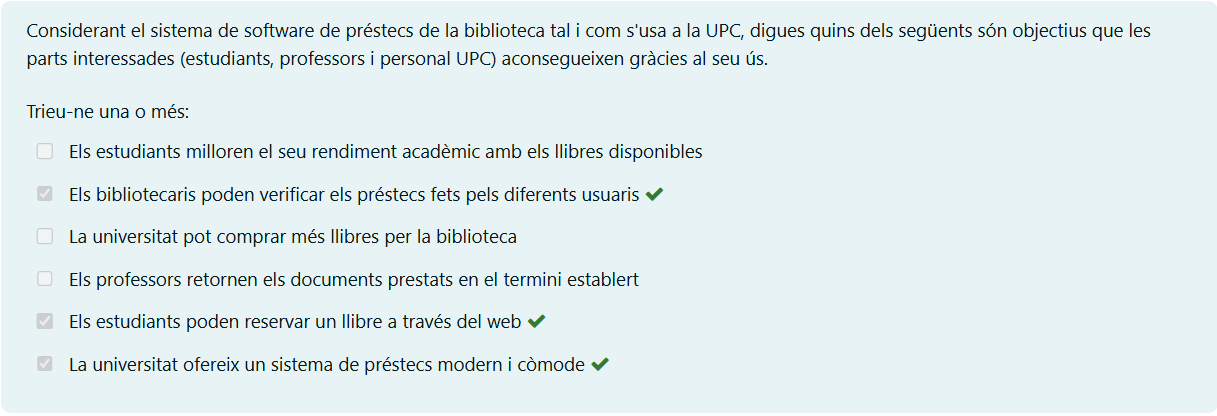 Considerant el sistema de software de préstecs de la biblioteca tal i com s'usa a la UPC, digues quins dels següents són objectius que les
parts interessades (estudiants, professors i personal UPC) aconsegueixen gràcies al seu ús.
Trieu-ne una o més:
Els estudiants milloren el seu rendiment acadèmic amb els llibres disponibles
Els bibliotecaris poden verificar els préstecs fets pels diferents usuaris
La universitat pot comprar més llibres per la biblioteca
Els professors retornen els documents prestats en el termini establert
Els estudiants poden reservar un llibre a través del web
La universitat ofereix un sistema de préstecs modern i còmode